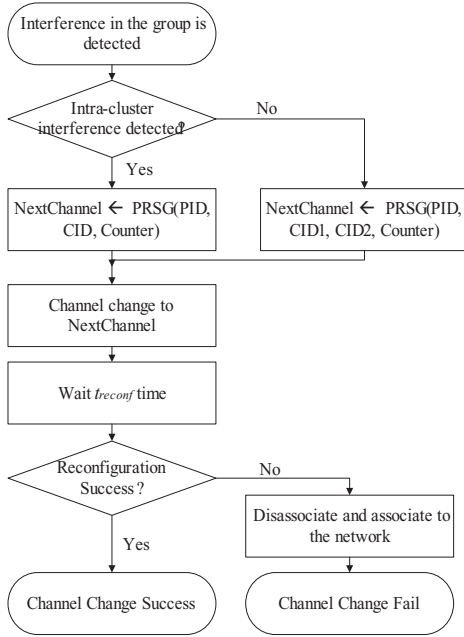 Interference in the group is
detected
Intra-cluster
interference detected?
No
Yes
NextChannel ← PRSG(PID,
CID, Counter)
NextChannel ← PRSG(PID,
CID1, CID2, Counter)
Channel change to
NextChannel
Wait treconf time
Reconfiguration
Success?
No
Yes
Disassociate and associate to
the network
Channel Change Success
Channel Change Fail